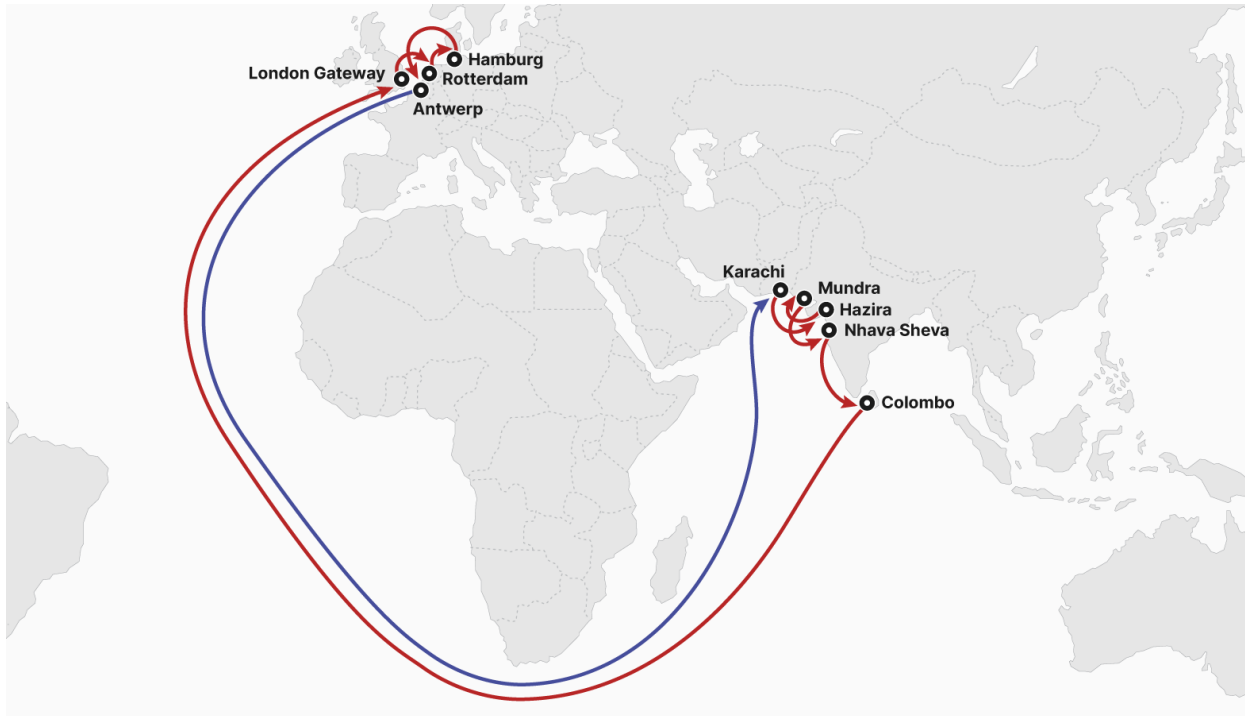 Hamburg
London Gateway
Rotterdam
Antwerp
Karachi
Mundra
Hazira
Nhava Sheva
Colombo